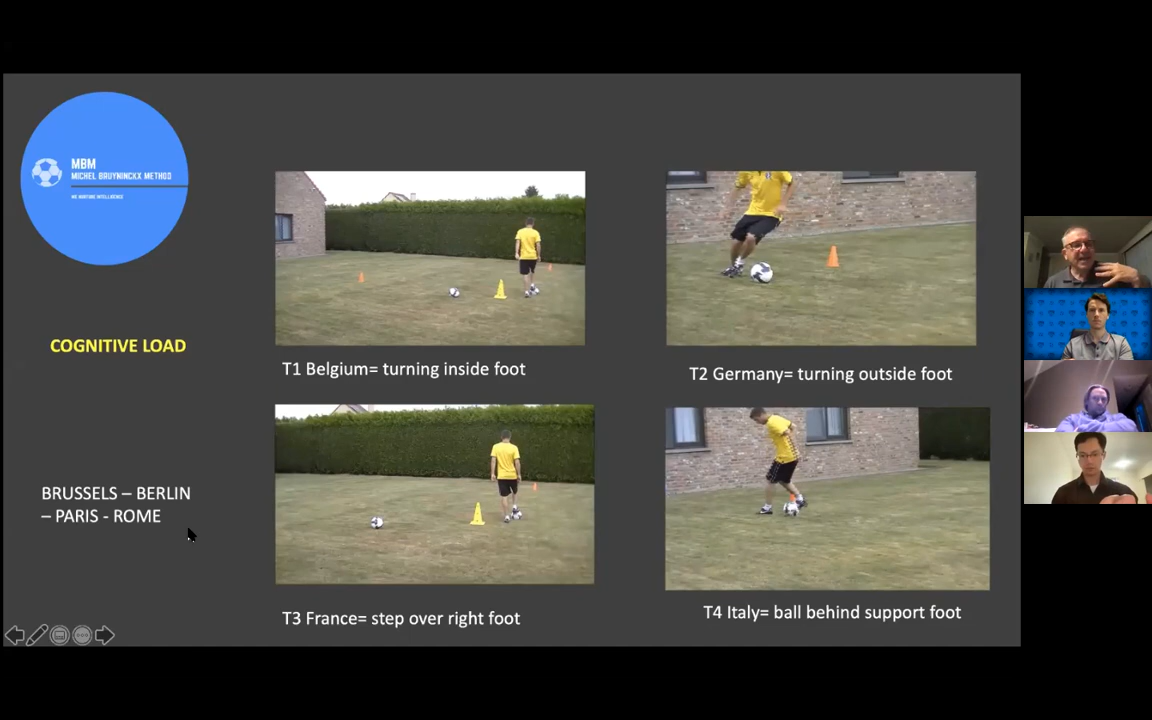 MBM
MICHEL BRUYNINCKX METHOD
COGNITIVE LOAD
T1 Belgium= turning inside foot
T2 Germany= turning outside foot
BRUSSELS – BERLIN
– PARIS - ROME
T3 France= step over right foot
T4 Italy= ball behind support foot